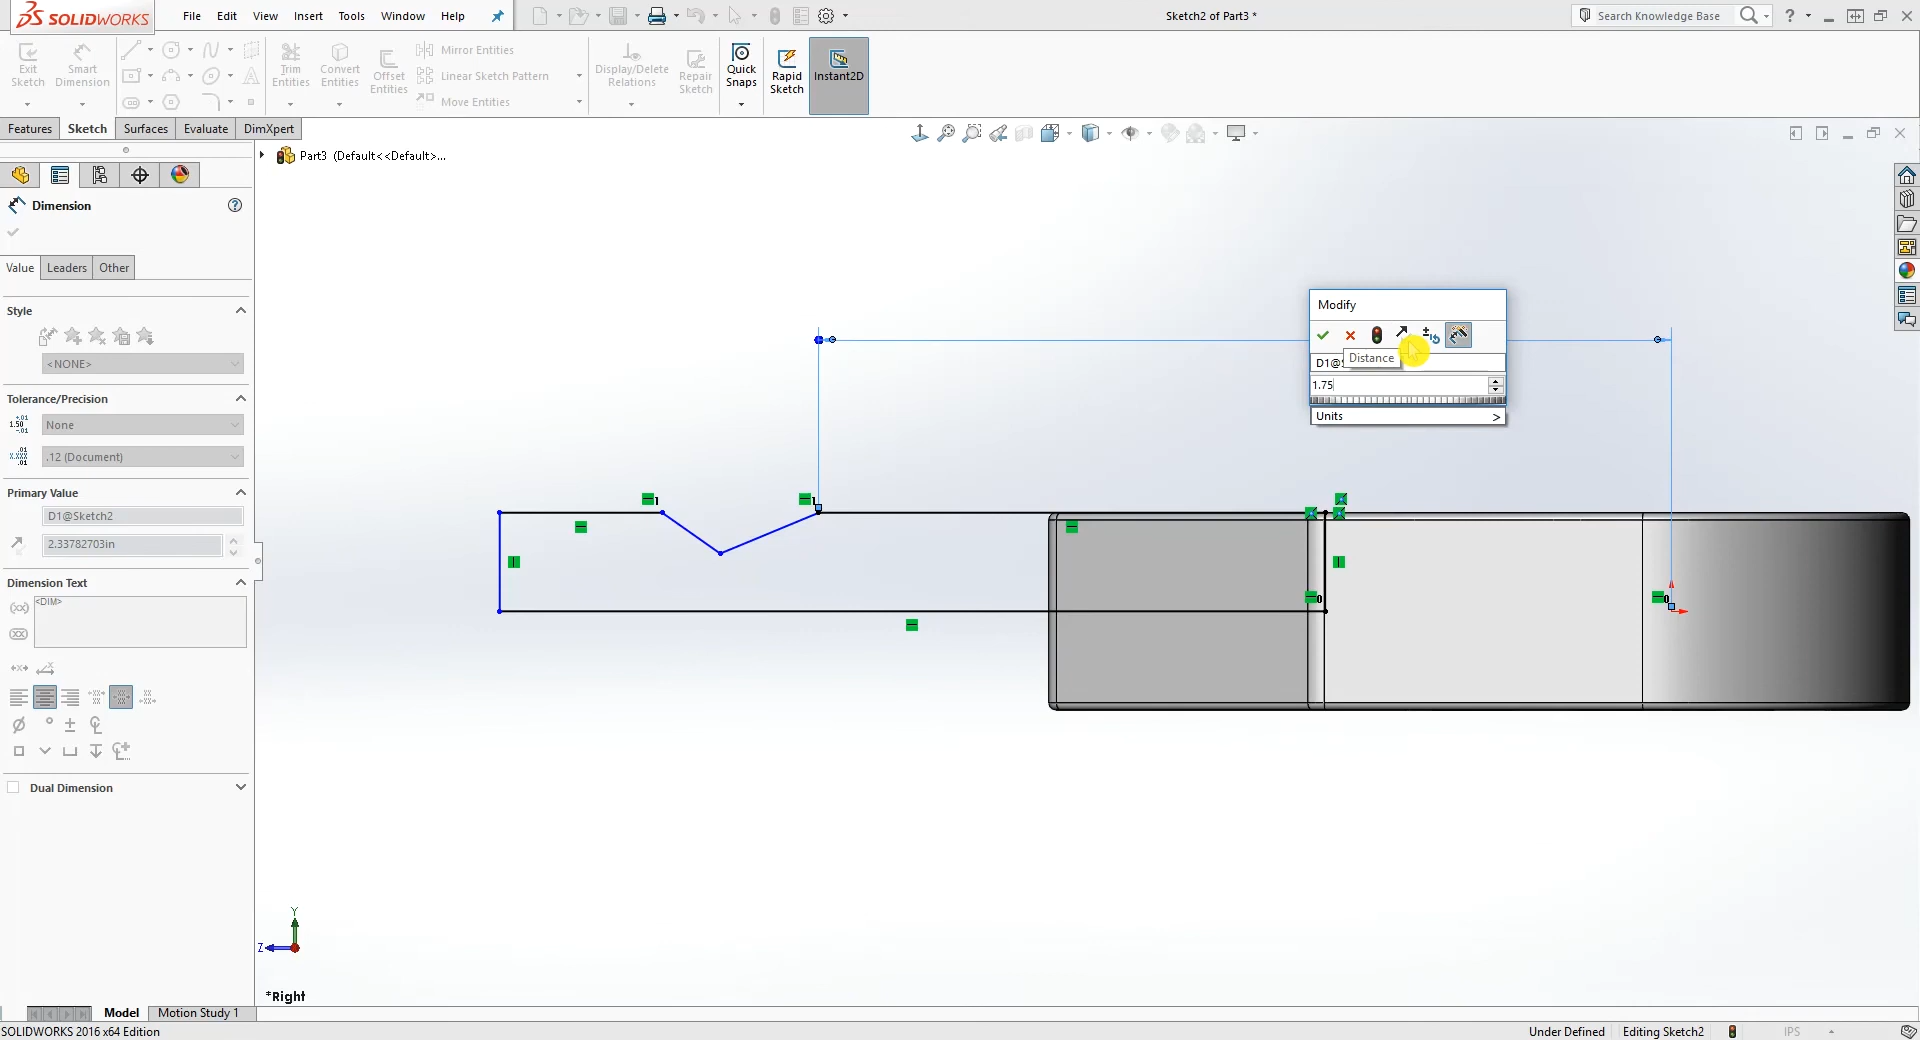 SOLIDWORKS
File Edit View Insert Tools Window Help
Sketch2 of Part3 *
Search Knowledge Base
Exit Sketch
Smart Dimension
Trim Entities
Convert Entities
Offset Entities
Mirror Entities
Linear Sketch Pattern
Move Entities
Display/Delete Relations
Repair Sketch
Quick Snaps
Rapid Sketch
Instant2D
Features Sketch Surfaces Evaluate DimXpert
Part3 (Default<<Default>...
Dimension
Value Leaders Other
Style
<NONE>
Tolerance/Precision
None
.12 (Document)
Primary Value
D1@Sketch2
2.33782703in
Dimension Text
<DIM>
Dual Dimension
Modify
Distance
D1@S
1.75
Units >
Y
Z
*Right
Model Motion Study 1
SOLIDWORKS 2016 x64 Edition
Under Defined Editing Sketch2 IPS